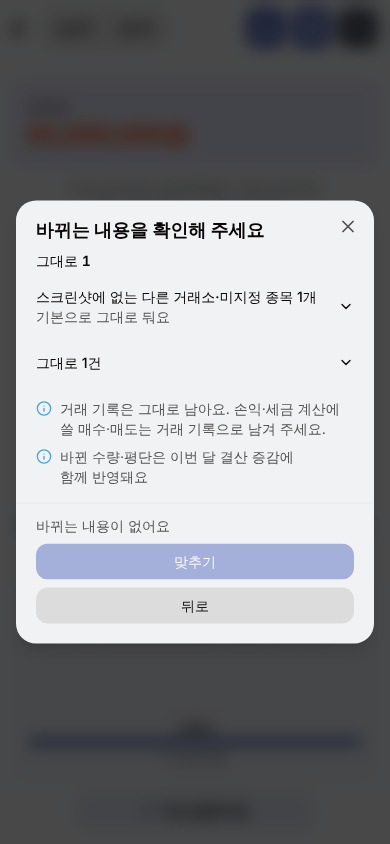 바뀌는 내용을 확인해 주세요
그대로 1
스크린샷에 없는 다른 거래소·미지정 종목 1개
기본으로 그대로 둬요
그대로 1건
거래 기록은 그대로 남아요. 손익·세금 계산에
쓸 매수·매도는 거래 기록으로 남겨 주세요.
바뀐 수량·평단은 이번 달 결산 증감에
함께 반영돼요
바뀌는 내용이 없어요
맞추기
뒤로